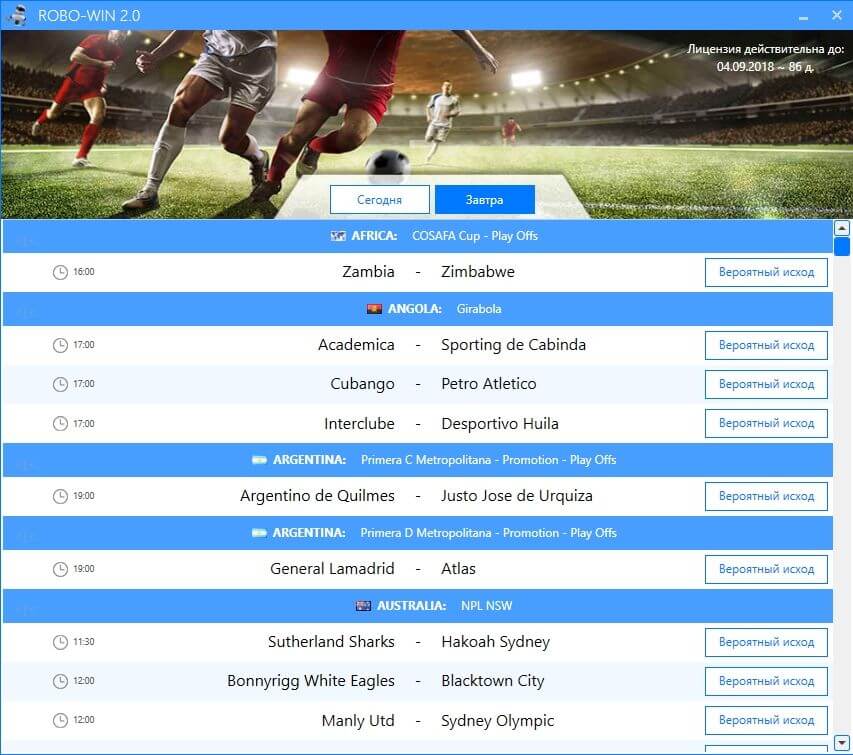 ROBO-WIN 2.0
Лицензия действительна до:
04.09.2018 ~ 86 д.
Сегодня Завтра
AFRICA: COSAFA Cup - Play Offs
16:00 Zambia - Zimbabwe Вероятный исход
ANGOLA: Girabola
17:00 Academica - Sporting de Cabinda Вероятный исход
17:00 Cubango - Petro Atletico Вероятный исход
17:00 Interclube - Desportivo Huila Вероятный исход
ARGENTINA: Primera C Metropolitana - Promotion - Play Offs
19:00 Argentino de Quilmes - Justo Jose de Urquiza Вероятный исход
ARGENTINA: Primera D Metropolitana - Promotion - Play Offs
19:00 General Lamadrid - Atlas Вероятный исход
AUSTRALIA: NPL NSW
11:30 Sutherland Sharks - Hakoah Sydney Вероятный исход
12:00 Bonnyrigg White Eagles - Blacktown City Вероятный исход
12:00 Manly Utd - Sydney Olympic Вероятный исход